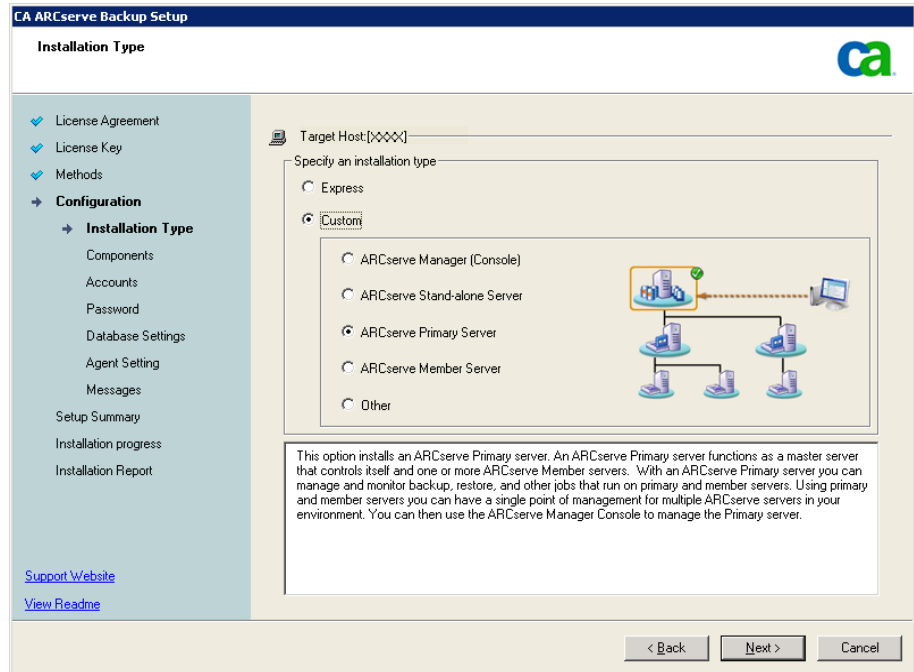 CA ARCserve Backup Setup
Installation Type
ca
License Agreement
License Key
Methods
Configuration
Installation Type
Components
Accounts
Password
Database Settings
Agent Setting
Messages
Setup Summary
Installation progress
Installation Report
Support Website
View Readme
Target Host:[XXXX]
Specify an installation type
Express
Custom
ARCserve Manager (Console)
ARCserve Stand-alone Server
ARCserve Primary Server
ARCserve Member Server
Other
This option installs an ARCserve Primary server. An ARCserve Primary server functions as a master server
that controls itself and one or more ARCserve Member servers.  With an ARCserve Primary server you can
manage and monitor backup, restore, and other jobs that run on primary and member servers. Using primary
and member servers you can have a single point of management for multiple ARCserve servers in your
environment. You can then use the ARCserve Manager Console to manage the Primary server.
< Back
Next >
Cancel